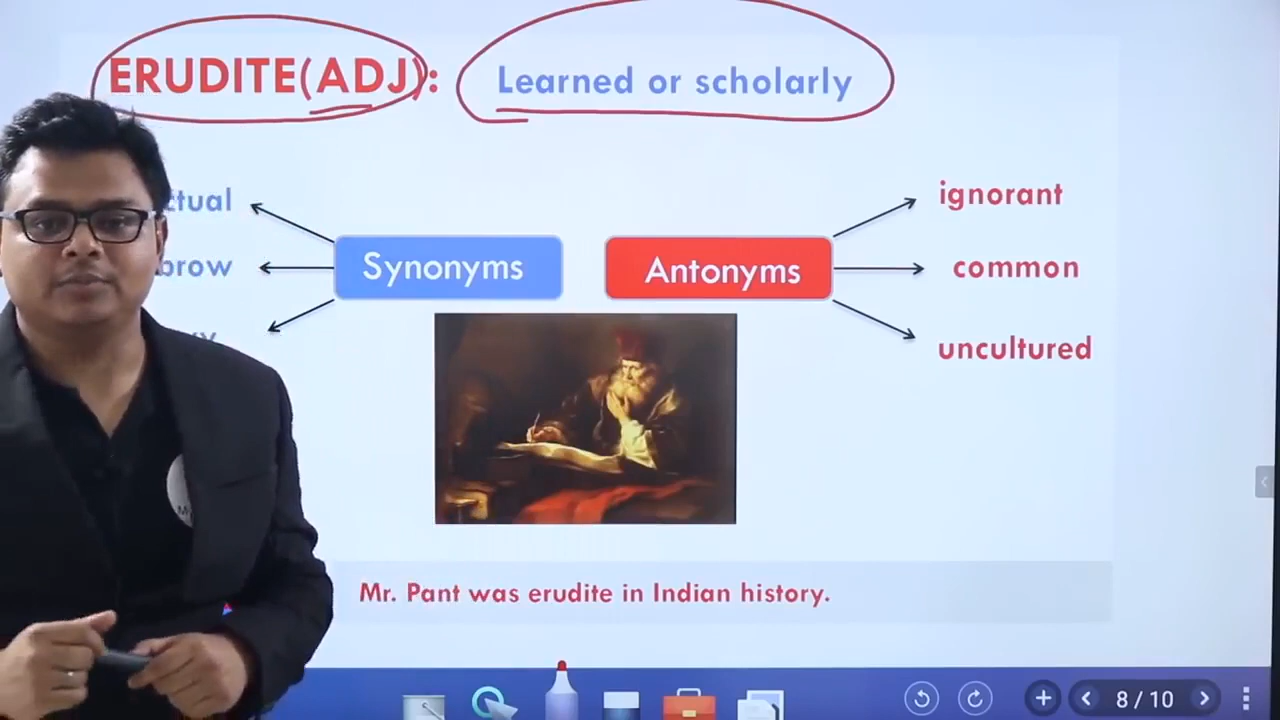 ERUDITE(ADJ): Learned or scholarly
ignorant
Synonyms
Antonyms
common
uncultured
Mr. Pant was erudite in Indian history.
8 / 10